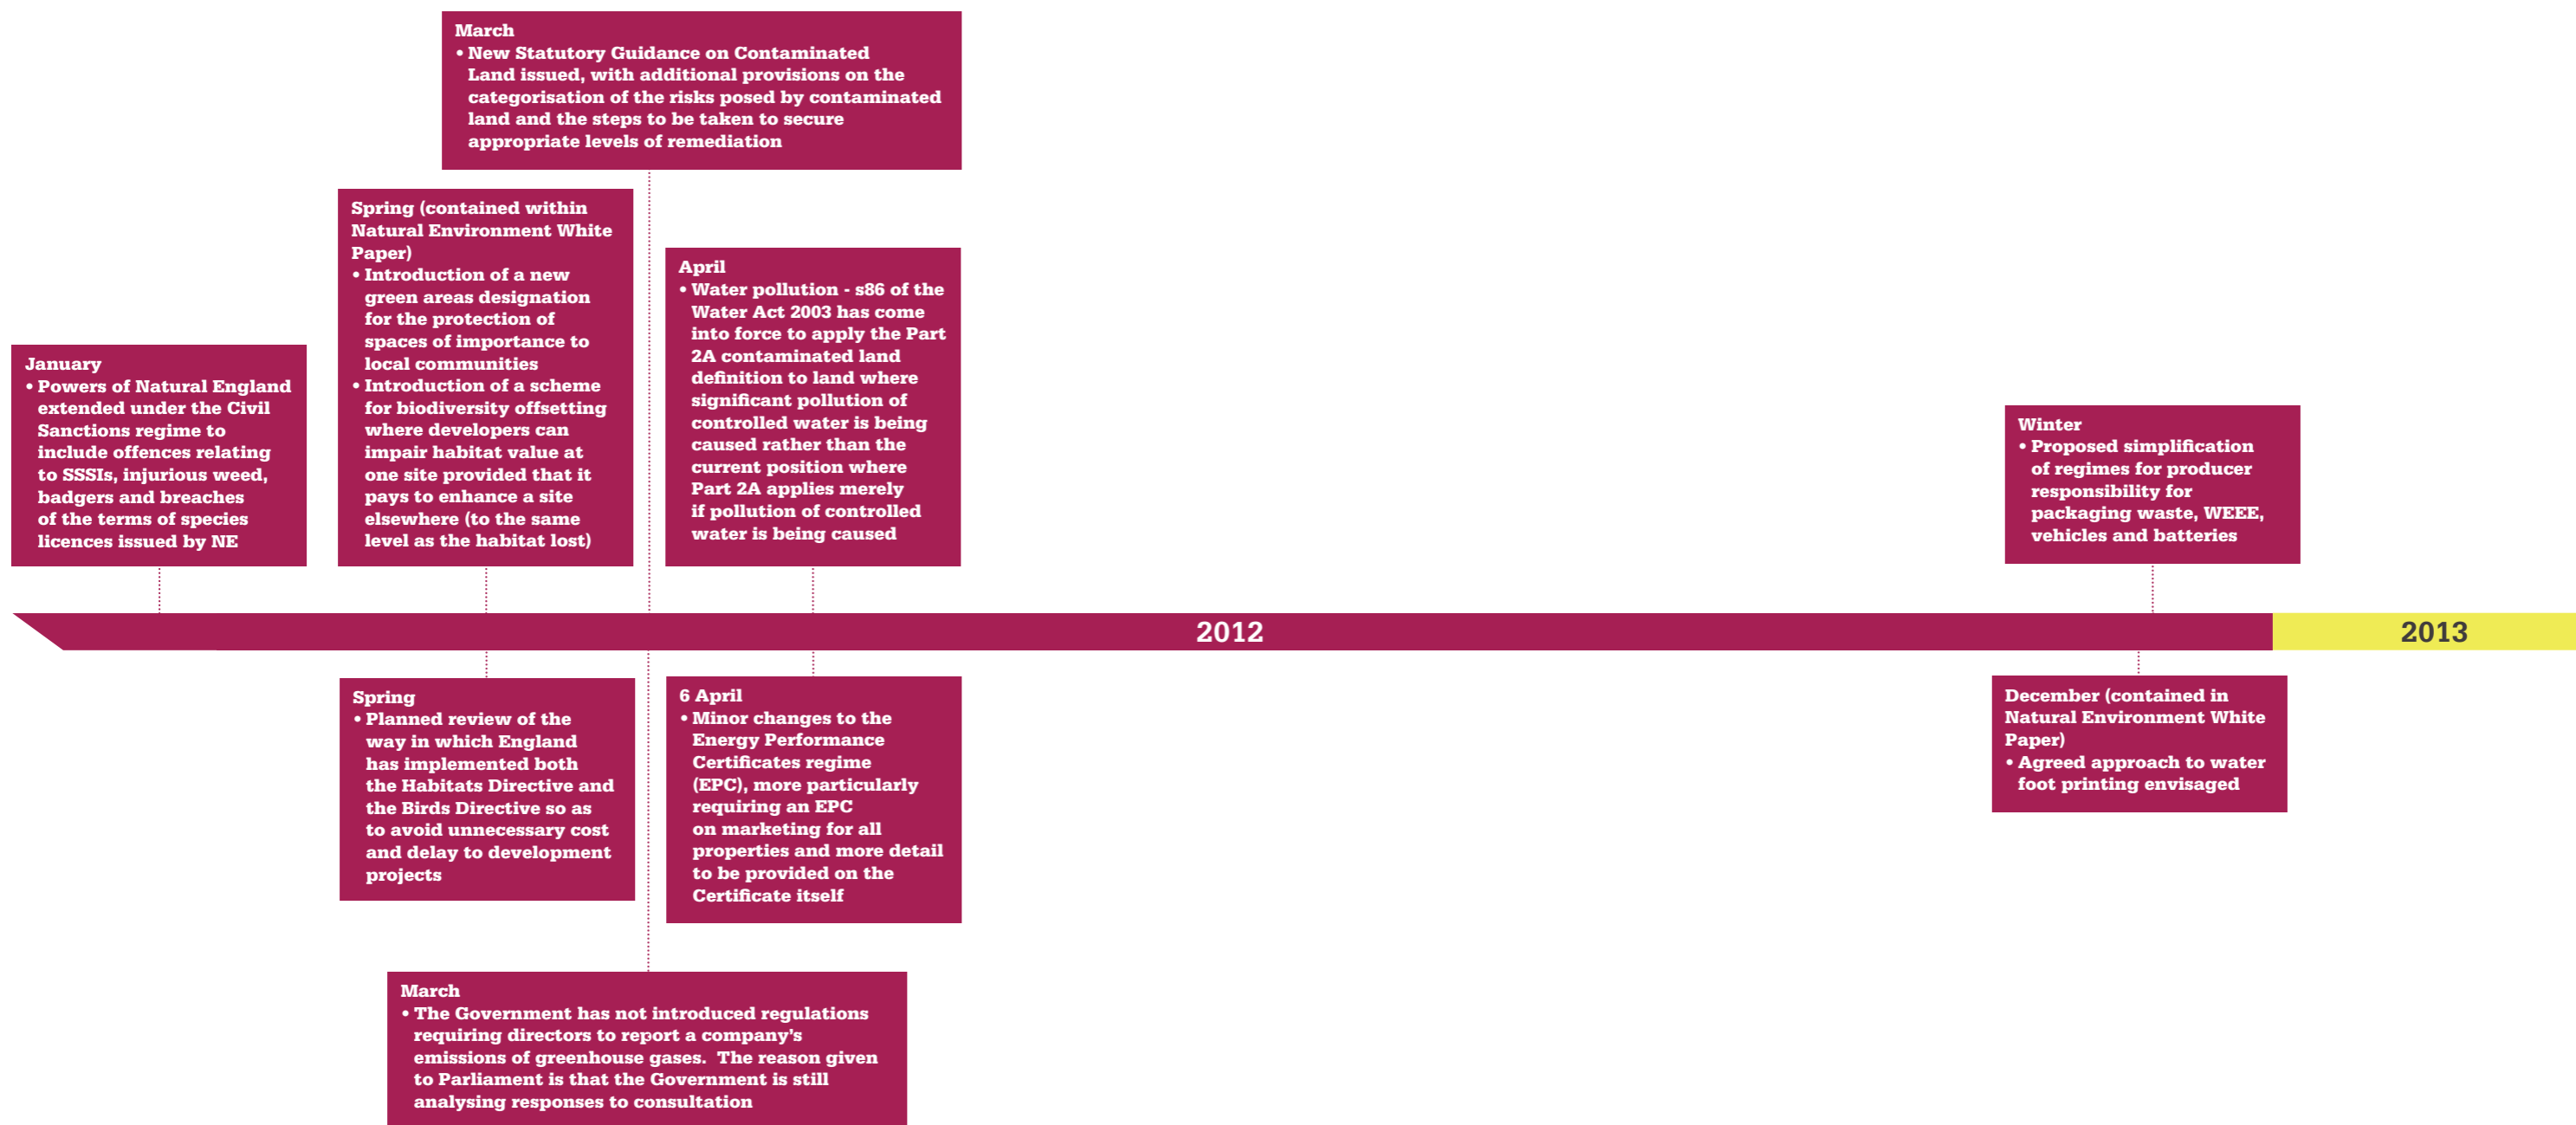 March
• New Statutory Guidance on Contaminated
Land issued, with additional provisions on the
categorisation of the risks posed by contaminated
land and the steps to be taken to secure
appropriate levels of remediation
Spring (contained within
Natural Environment White
Paper)
• Introduction of a new
green areas designation
for the protection of
spaces of importance to
local communities
• Introduction of a scheme
for biodiversity offsetting
where developers can
impair habitat value at
one site provided that it
pays to enhance a site
elsewhere (to the same
level as the habitat lost)
April
• Water pollution - s86 of the
Water Act 2003 has come
into force to apply the Part
2A contaminated land
definition to land where
significant pollution of
controlled water is being
caused rather than the
current position where
Part 2A applies merely
if pollution of controlled
water is being caused
January
• Powers of Natural England
extended under the Civil
Sanctions regime to
include offences relating
to SSSIs, injurious weed,
badgers and breaches
of the terms of species
licences issued by NE
Winter
• Proposed simplification
of regimes for producer
responsibility for
packaging waste, WEEE,
vehicles and batteries
2012
2013
Spring
• Planned review of the
way in which England
has implemented both
the Habitats Directive and
the Birds Directive so as
to avoid unnecessary cost
and delay to development
projects
6 April
• Minor changes to the
Energy Performance
Certificates regime
(EPC), more particularly
requiring an EPC
on marketing for all
properties and more detail
to be provided on the
Certificate itself
December (contained in
Natural Environment White
Paper)
• Agreed approach to water
foot printing envisaged
March
• The Government has not introduced regulations
requiring directors to report a company's
emissions of greenhouse gases.  The reason given
to Parliament is that the Government is still
analysing responses to consultation